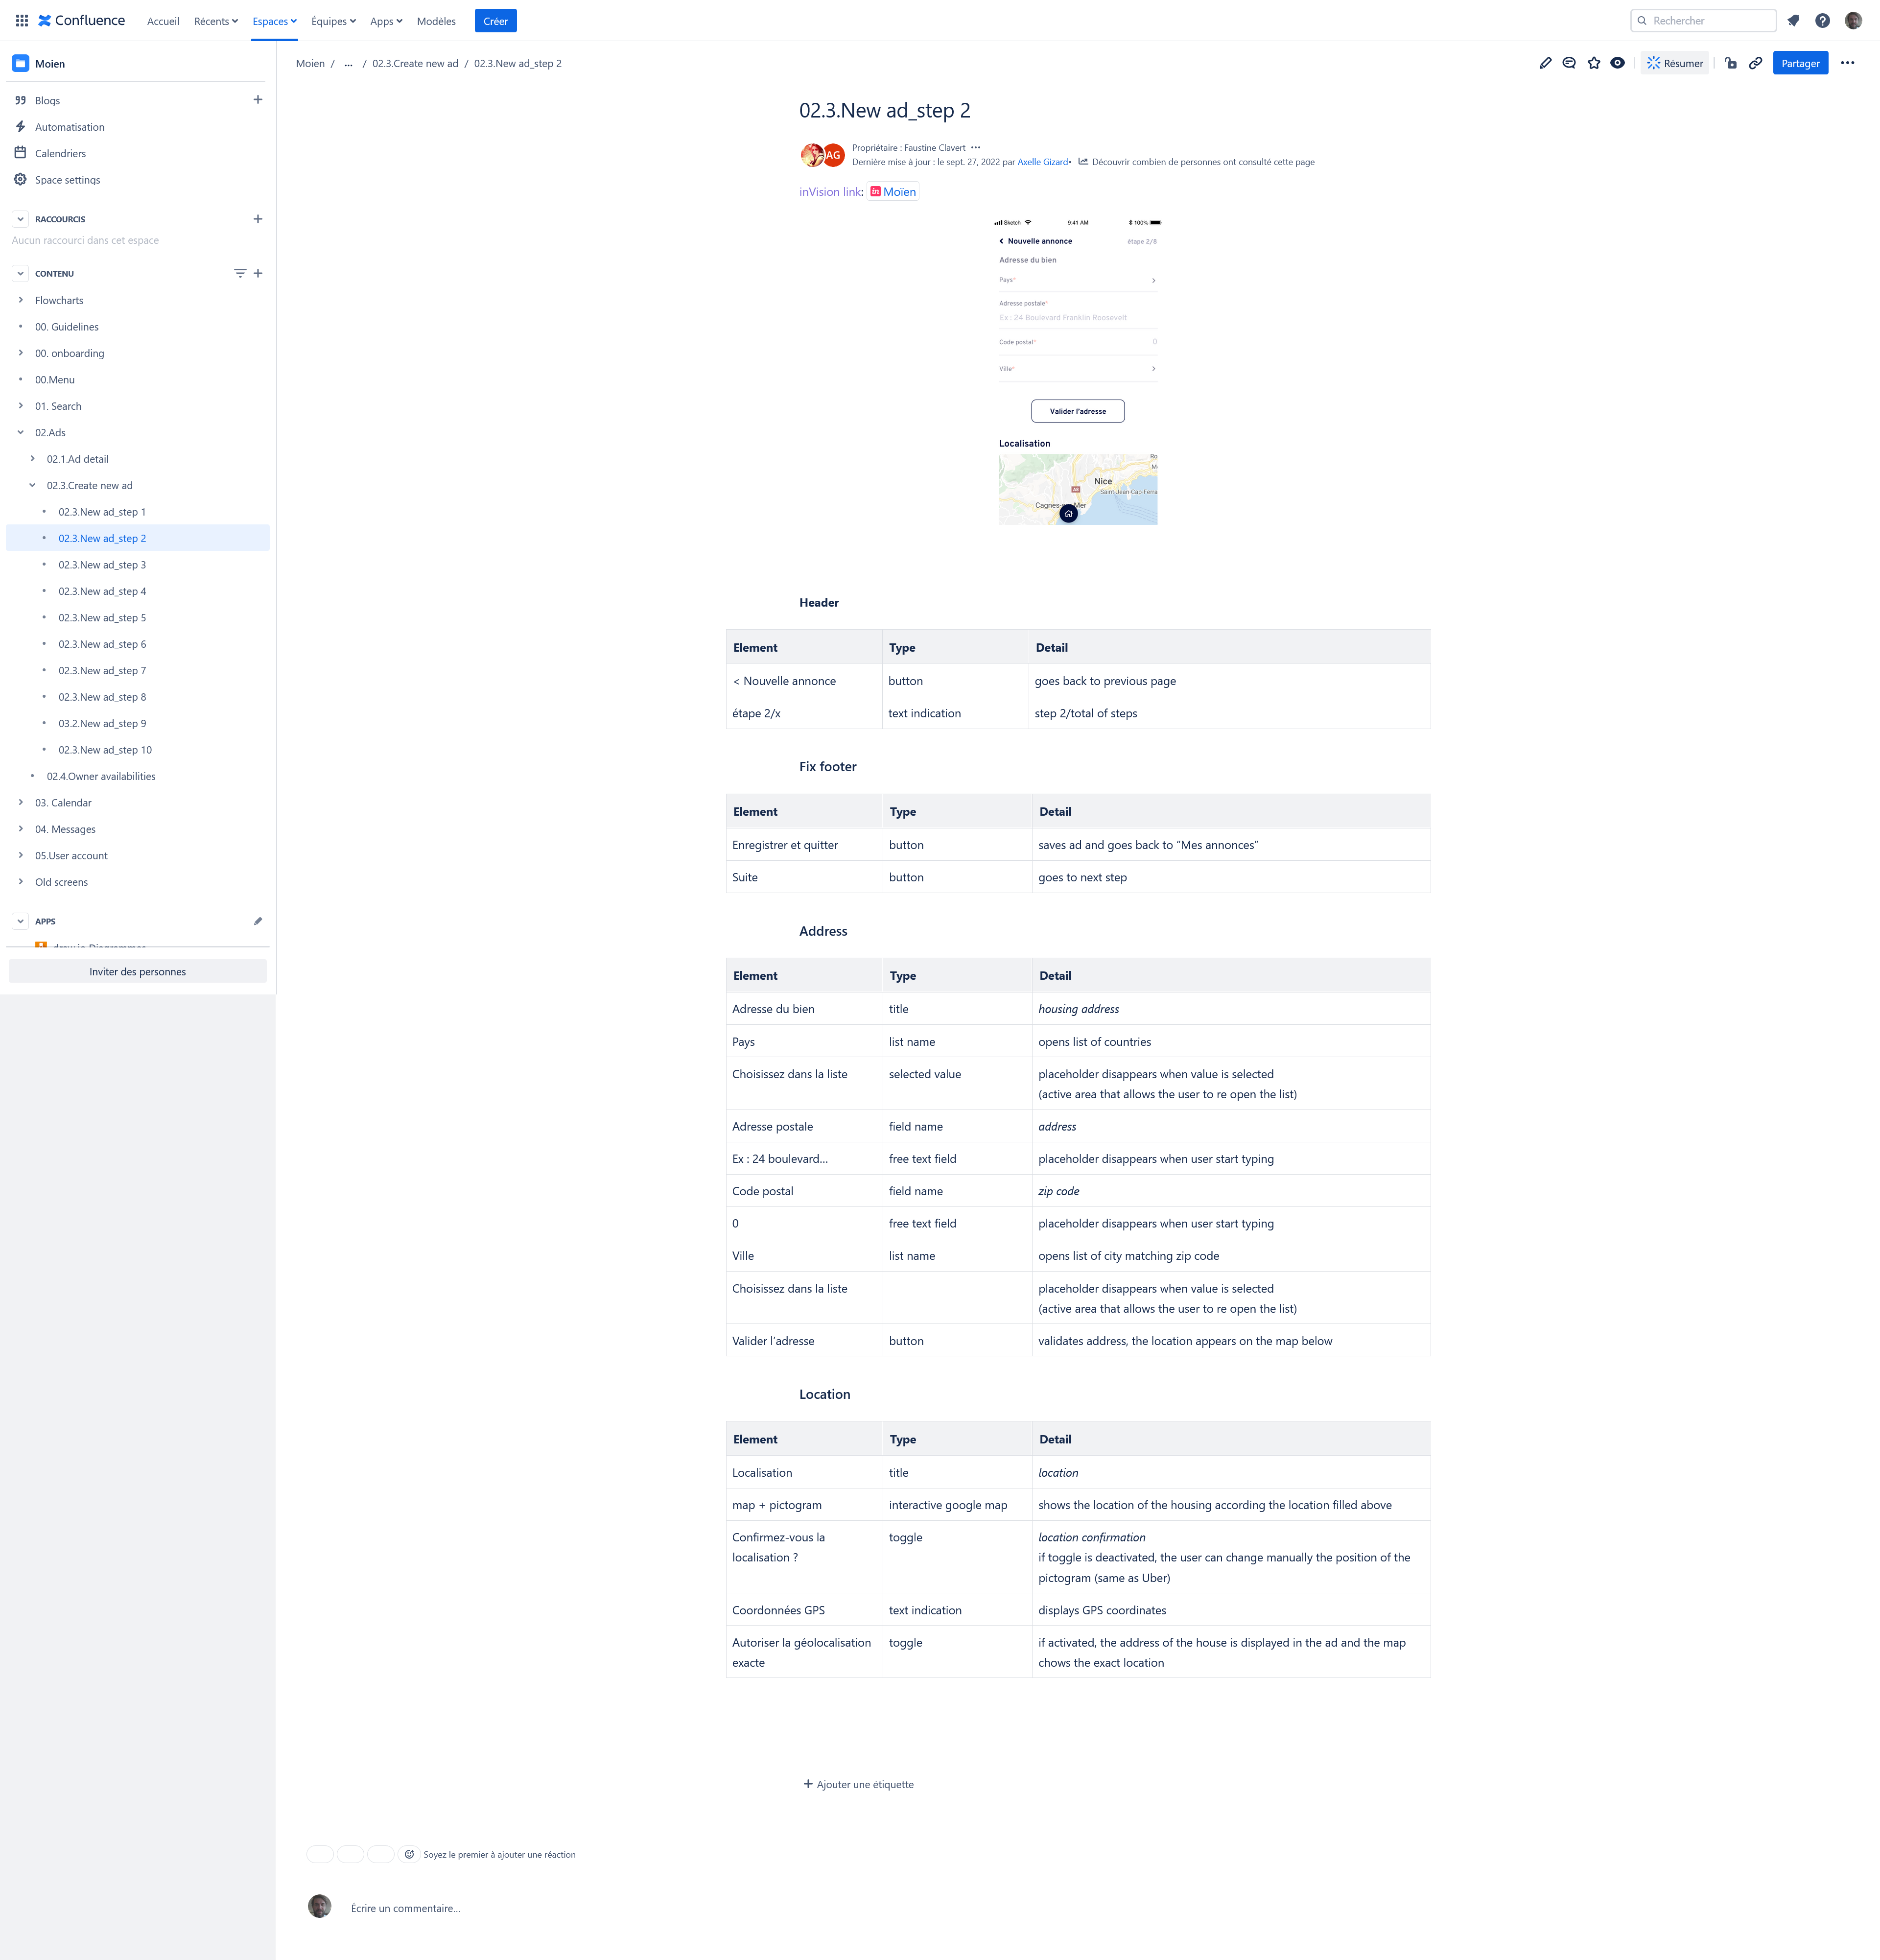 Confluence
Accueil
Récents
Espaces
Équipes
Apps
Modèles
Créer
Rechercher
Moien
Blogs
Automatisation
Calendriers
Space settings
RACCOURCIS
Aucun raccourci dans cet espace
CONTENU
Flowcharts
00. Guidelines
00. onboarding
00.Menu
01. Search
02.Ads
02.1.Ad detail
02.3.Create new ad
02.3.New ad_step 1
02.3.New ad_step 2
02.3.New ad_step 3
02.3.New ad_step 4
02.3.New ad_step 5
02.3.New ad_step 6
02.3.New ad_step 7
02.3.New ad_step 8
03.2.New ad_step 9
02.3.New ad_step 10
02.4.Owner availabilities
03. Calendar
04. Messages
05.User account
Old screens
APPS
Inviter des personnes
Moien / ... / 02.3.Create new ad / 02.3.New ad_step 2
Résumer
Partager
02.3.New ad_step 2
AG
Propriétaire : Faustine Clavert
Dernière mise à jour : le sept. 27, 2022 par Axelle Gizard• Découvrir combien de personnes ont consulté cette page
inVision link: in Moïen
Sketch 9:41 AM 100%
Nouvelle annonce étape 2/8
Adresse du bien
Pays*
Adresse postale*
Ex : 24 Boulevard Franklin Roosevelt
Code postal* 0
Ville*
Valider l'adresse
Localisation
Ro
M
Nice
A8
Saint-Jean-Cap-Ferra
Header
Element Type Detail
< Nouvelle annonce button goes back to previous page
étape 2/x text indication step 2/total of steps
Fix footer
Element Type Detail
Enregistrer et quitter button saves ad and goes back to "Mes annonces"
Suite button goes to next step
Address
Element Type Detail
Adresse du bien title housing address
Pays list name opens list of countries
Choisissez dans la liste selected value placeholder disappears when value is selected
(active area that allows the user to re open the list)
Adresse postale field name address
Ex : 24 boulevard... free text field placeholder disappears when user start typing
Code postal field name zip code
0 free text field placeholder disappears when user start typing
Ville list name opens list of city matching zip code
Choisissez dans la liste placeholder disappears when value is selected
(active area that allows the user to re open the list)
Valider l'adresse button validates address, the location appears on the map below
Location
Element Type Detail
Localisation title location
map + pictogram interactive google map shows the location of the housing according the location filled above
Confirmez-vous la toggle location confirmation
localisation ? if toggle is deactivated, the user can change manually the position of the
pictogram (same as Uber)
Coordonnées GPS text indication displays GPS coordinates
Autoriser la géolocalisation toggle if activated, the address of the house is displayed in the ad and the map
exacte chows the exact location
Ajouter une étiquette
Soyez le premier à ajouter une réaction
Écrire un commentaire...